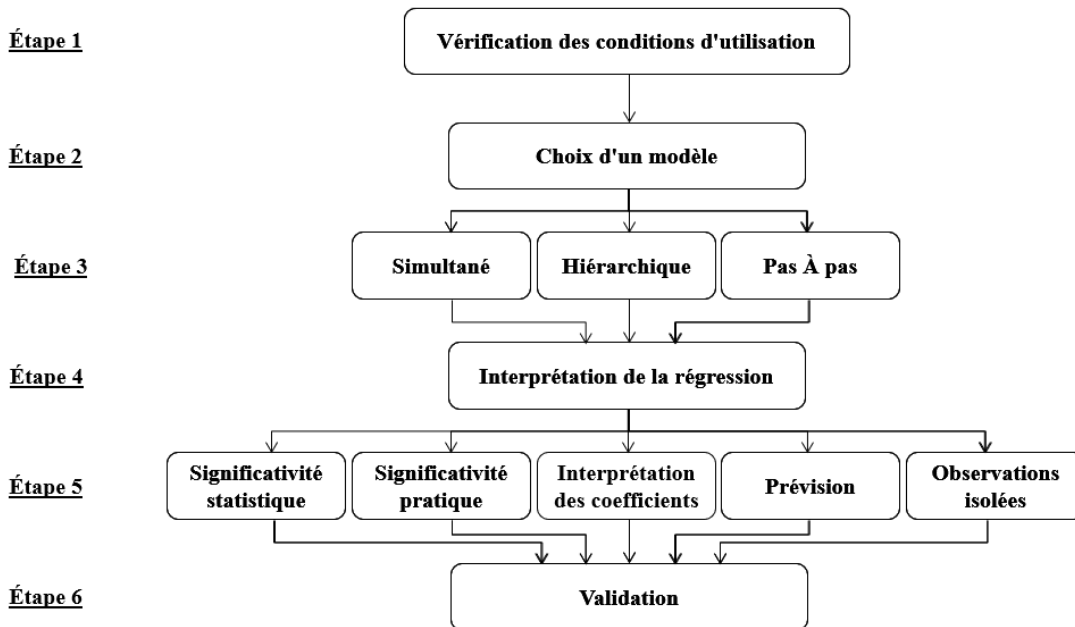 Étape 1
Vérification des conditions d'utilisation
Étape 2
Choix d'un modèle
Étape 3
Simultané
Hiérarchique
Pas À pas
Étape 4
Interprétation de la régression
Étape 5
Significativité
statistique
Significativité
pratique
Interprétation
des coefficients
Prévision
Observations
isolées
Étape 6
Validation